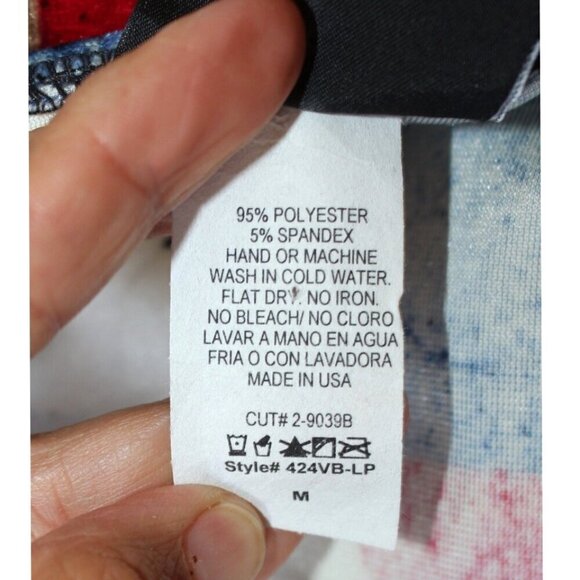 95% POLYESTER
5% SPANDEX
HAND OR MACHINE
WASH IN COLD WATER.
FLAT DRY. NO IRON.
NO BLEACH/ NO CLORO
LAVAR A MANO EN AGUA
FRIA O CON LAVADORA
MADE IN USA
CUT# 2-9039B
Style# 424VB-LP
M